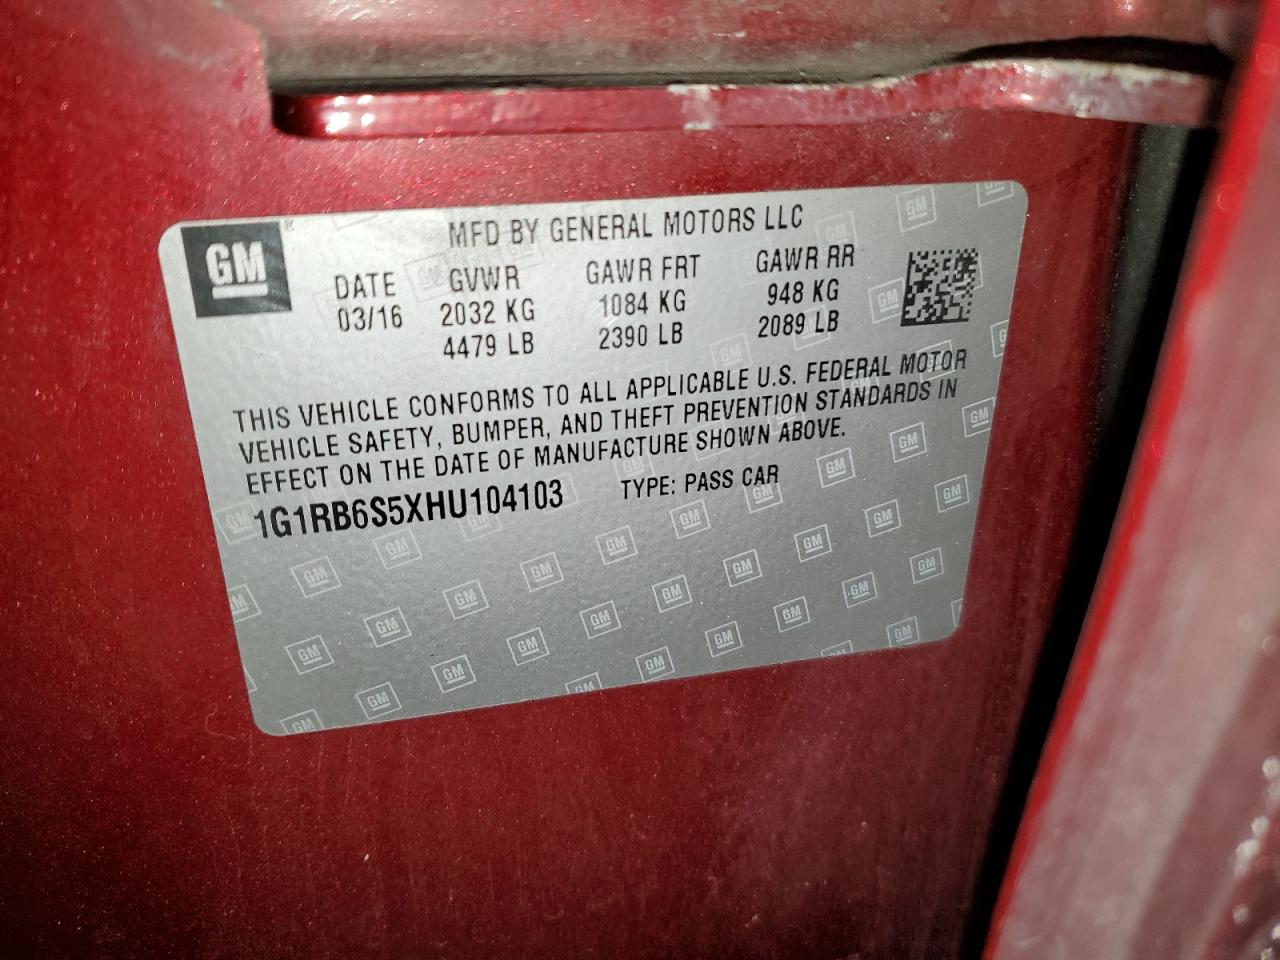 GM
MFD BY GENERAL MOTORS LLC
DATE GVWR GAWR FRT GAWR RR
03/16 2032 KG 1084 KG 948 KG
4479 LB 2390 LB 2089 LB
THIS VEHICLE CONFORMS TO ALL APPLICABLE U.S. FEDERAL MOTOR
VEHICLE SAFETY, BUMPER, AND THEFT PREVENTION STANDARDS IN
EFFECT ON THE DATE OF MANUFACTURE SHOWN ABOVE.
1G1RB6S5XHU104103 TYPE: PASS CAR